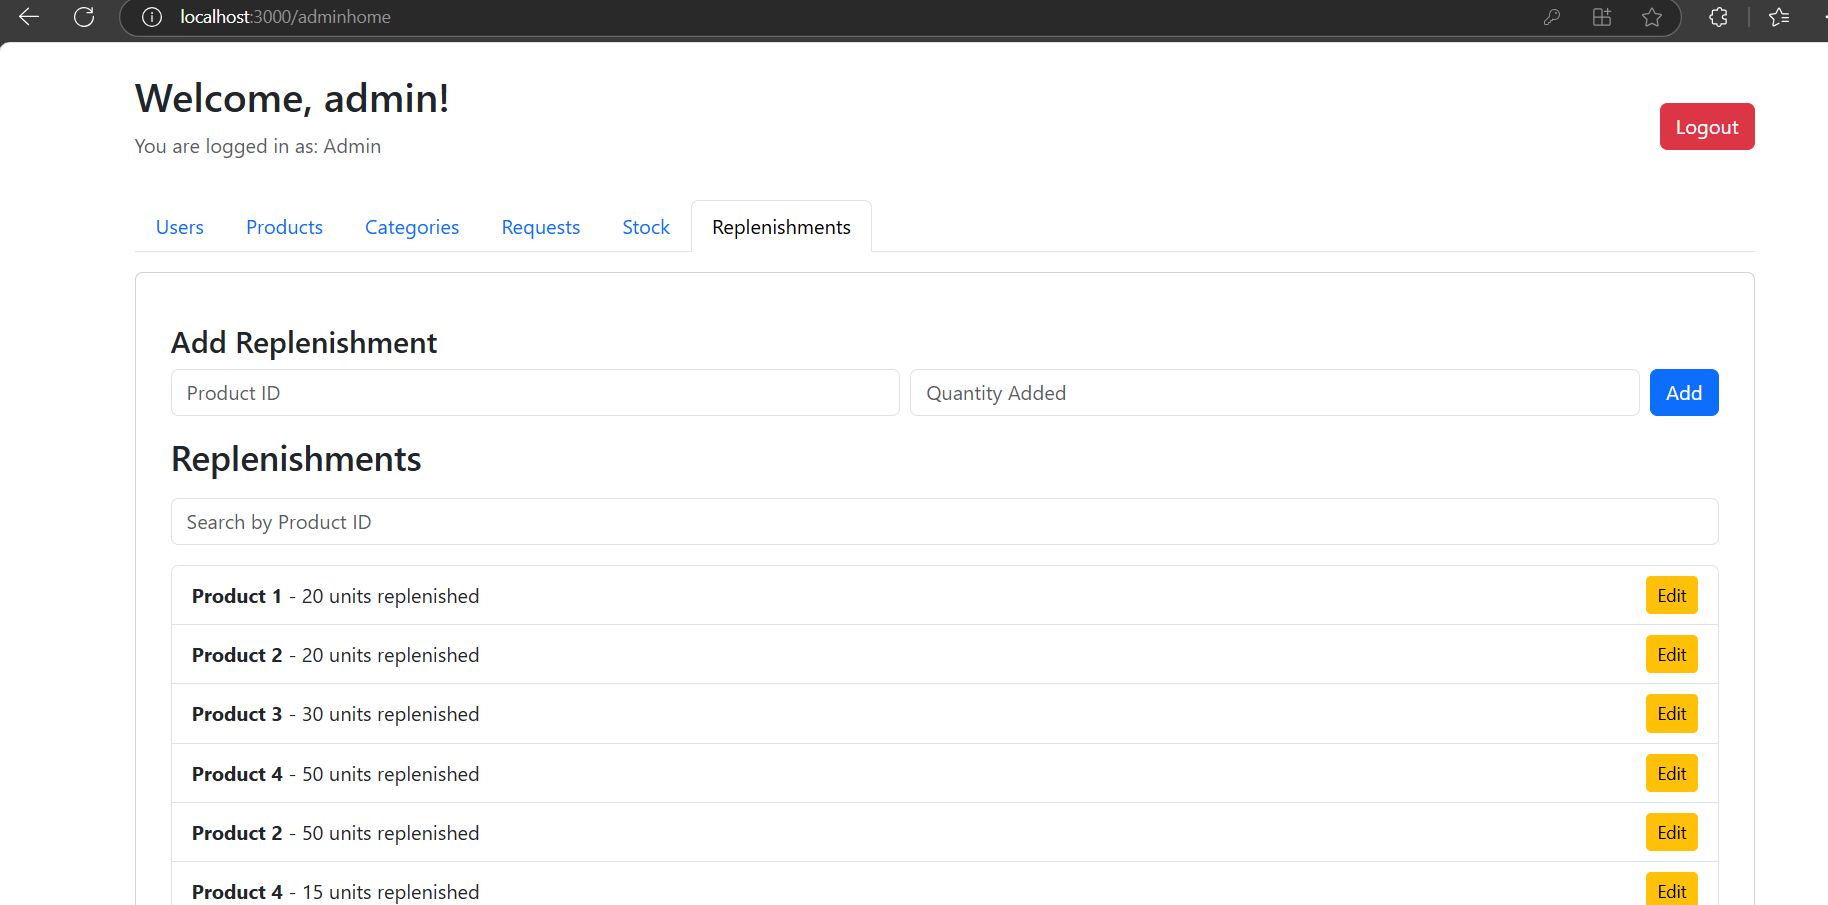 localhost:3000/adminhome
Welcome, admin!
You are logged in as: Admin
Logout
Users Products Categories Requests Stock Replenishments
Add Replenishment
Product ID Quantity Added Add
Replenishments
Search by Product ID
Product 1 - 20 units replenished Edit
Product 2 - 20 units replenished Edit
Product 3 - 30 units replenished Edit
Product 4 - 50 units replenished Edit
Product 2 - 50 units replenished Edit
Product 4 - 15 units replenished Edit